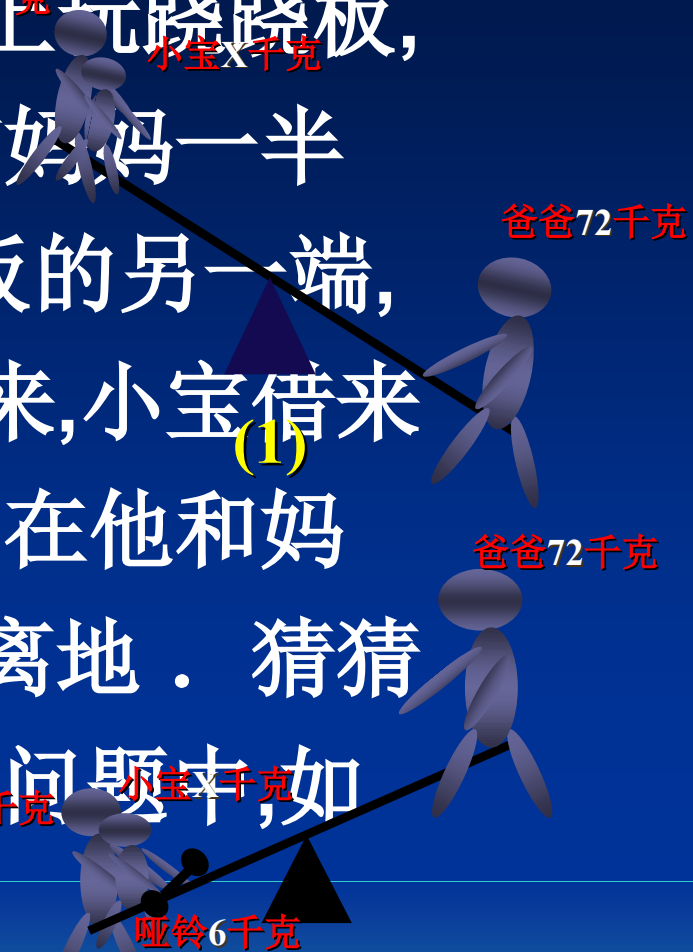 克
上玩跷跷板,
小宝X千克
妈妈一半
爸爸72千克
板的另一端,
来,小宝借来
(1)
在他和妈
爸爸72千克
离地．猜猜
问题中,如
小宝X千克
千克
哑铃6千克